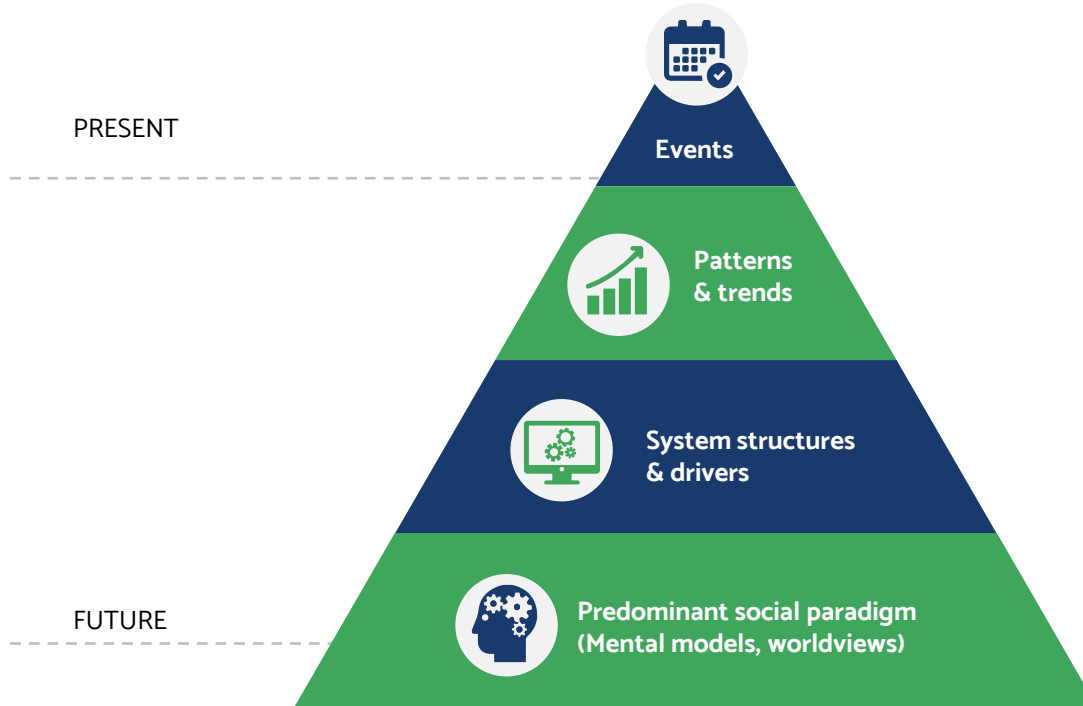 PRESENT
Events
Patterns
& trends
System structures
& drivers
FUTURE
Predominant social paradigm
(Mental models, worldviews)